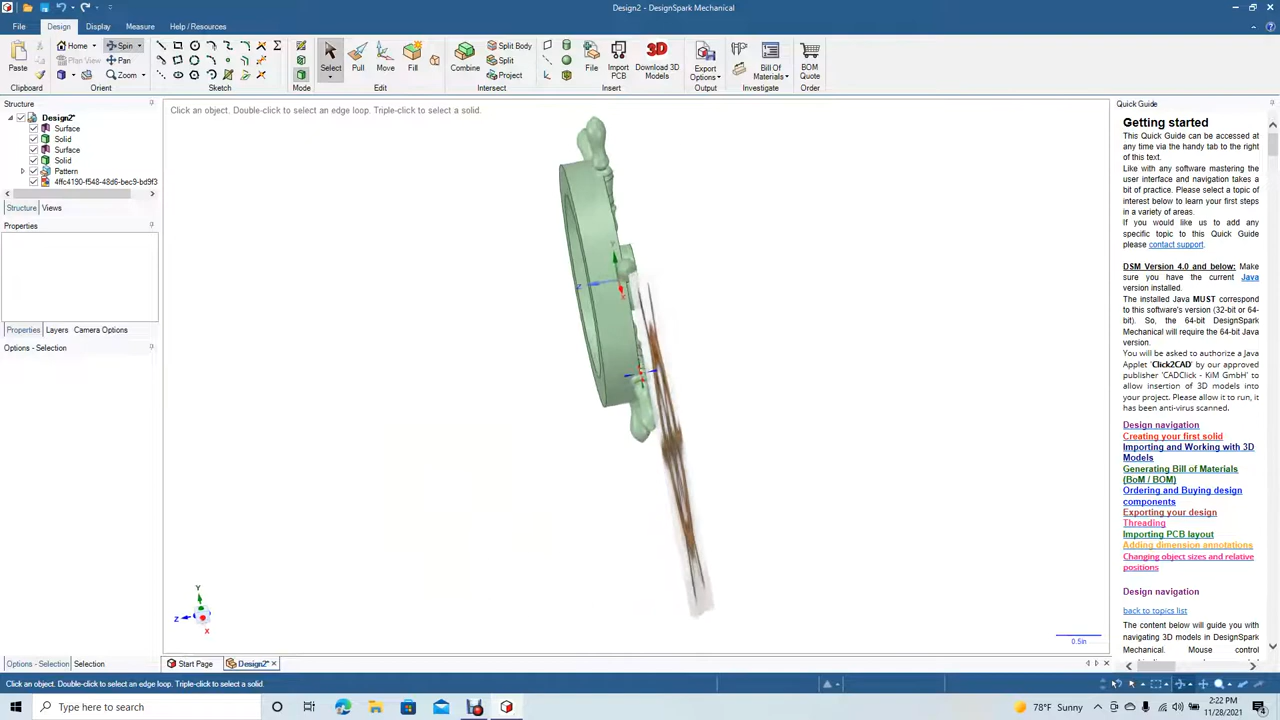 Design2 - DesignSpark Mechanical
File
Design
Display
Measure
Help / Resources
Paste
Clipboard
Home
Spin
Plan View
Pan
Zoom
Orient
Sketch
Mode
Select
Pull
Move
Fill
Edit
Combine
Split Body
Split
Project
Intersect
File
Import
PCB
Download 3D
Models
Insert
Export
Options
Output
Bill of
Materials
Investigate
BOM
Quote
Order
Structure
Design2*
Surface
Solid
Surface
Solid
Pattern
4ffc4190-f548-48d6-bec9-bd9f3
Structure
Views
Properties
Properties
Layers
Camera Options
Options - Selection
Click an object. Double-click to select an edge loop. Triple-click to select a solid.
Y
Z
X
0.5in
Quick Guide
Getting started
This Quick Guide can be accessed at
any time via the handy tab to the right
of this text.
Like with any software mastering the
user interface and navigation takes a
bit of practice. Please select a topic of
interest below to learn your first steps
in a variety of areas.
If you would like us to add any
specific topic to this Quick Guide
please contact support.
DSM Version 4.0 and below: Make
sure you have the current Java
version installed.
The installed Java MUST correspond
to this software's version (32-bit or 64-
bit). So, the 64-bit DesignSpark
Mechanical will require the 64-bit Java
version.
You will be asked to authorize a Java
Applet 'Click2CAD' by our approved
publisher 'CADClick - KiM GmbH' to
allow insertion of 3D models into
your project. Please allow it to run, it
has been anti-virus scanned.
Design navigation
Creating your first solid
Importing and Working with 3D
Models
Generating Bill of Materials
(BoM / BOM)
Ordering and Buying design
components
Exporting your design
Threading
Importing PCB layout
Adding dimension annotations
Changing object sizes and relative
positions
Design navigation
back to topics list
The content below will guide you with
navigating 3D models in DesignSpark
Mechanical. Mouse control
Options - Selection
Selection
Start Page
Design2*
Click an object. Double-click to select an edge loop. Triple-click to select a solid.
Type here to search
78°F Sunny
2:22 PM
11/28/2021
4